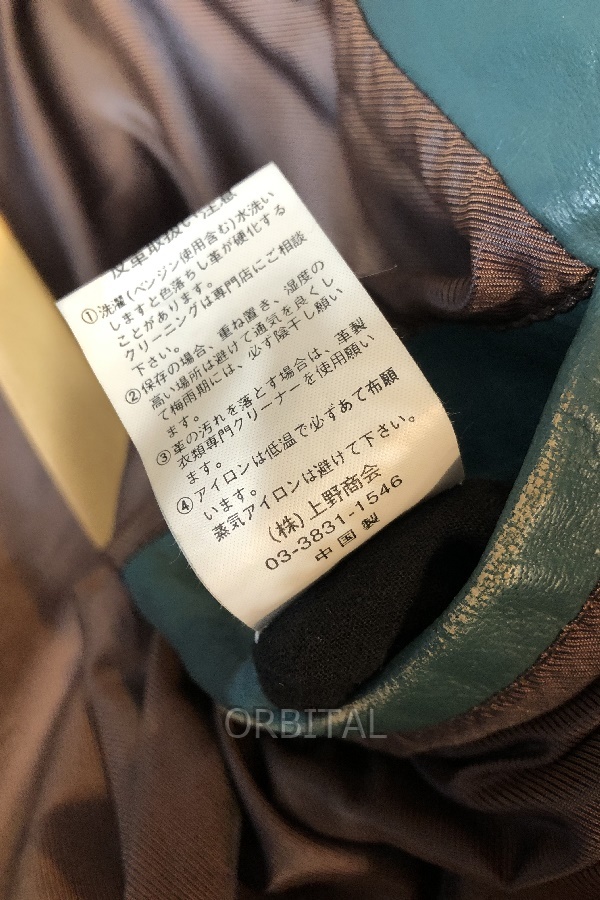 皮革取扱い注意
①洗濯(ベンジン使用含む)水洗い
しますと色落ちし革が硬化する
ことがあります。
クリーニングは専門店にご相談
下さい。
②保存の場合、重ね置き、湿度の
高い場所は避けて通気を良くし
て梅雨期には、必ず陰干し願い
ます。
③革の汚れを落とす場合は、革製
衣類専門クリーナーを使用願い
ます。
④アイロンは低温で必ずあて布願
います。
蒸気アイロンは避けて下さい。
(株)上野商会
03-3831-1546
中国製
ORBITAL